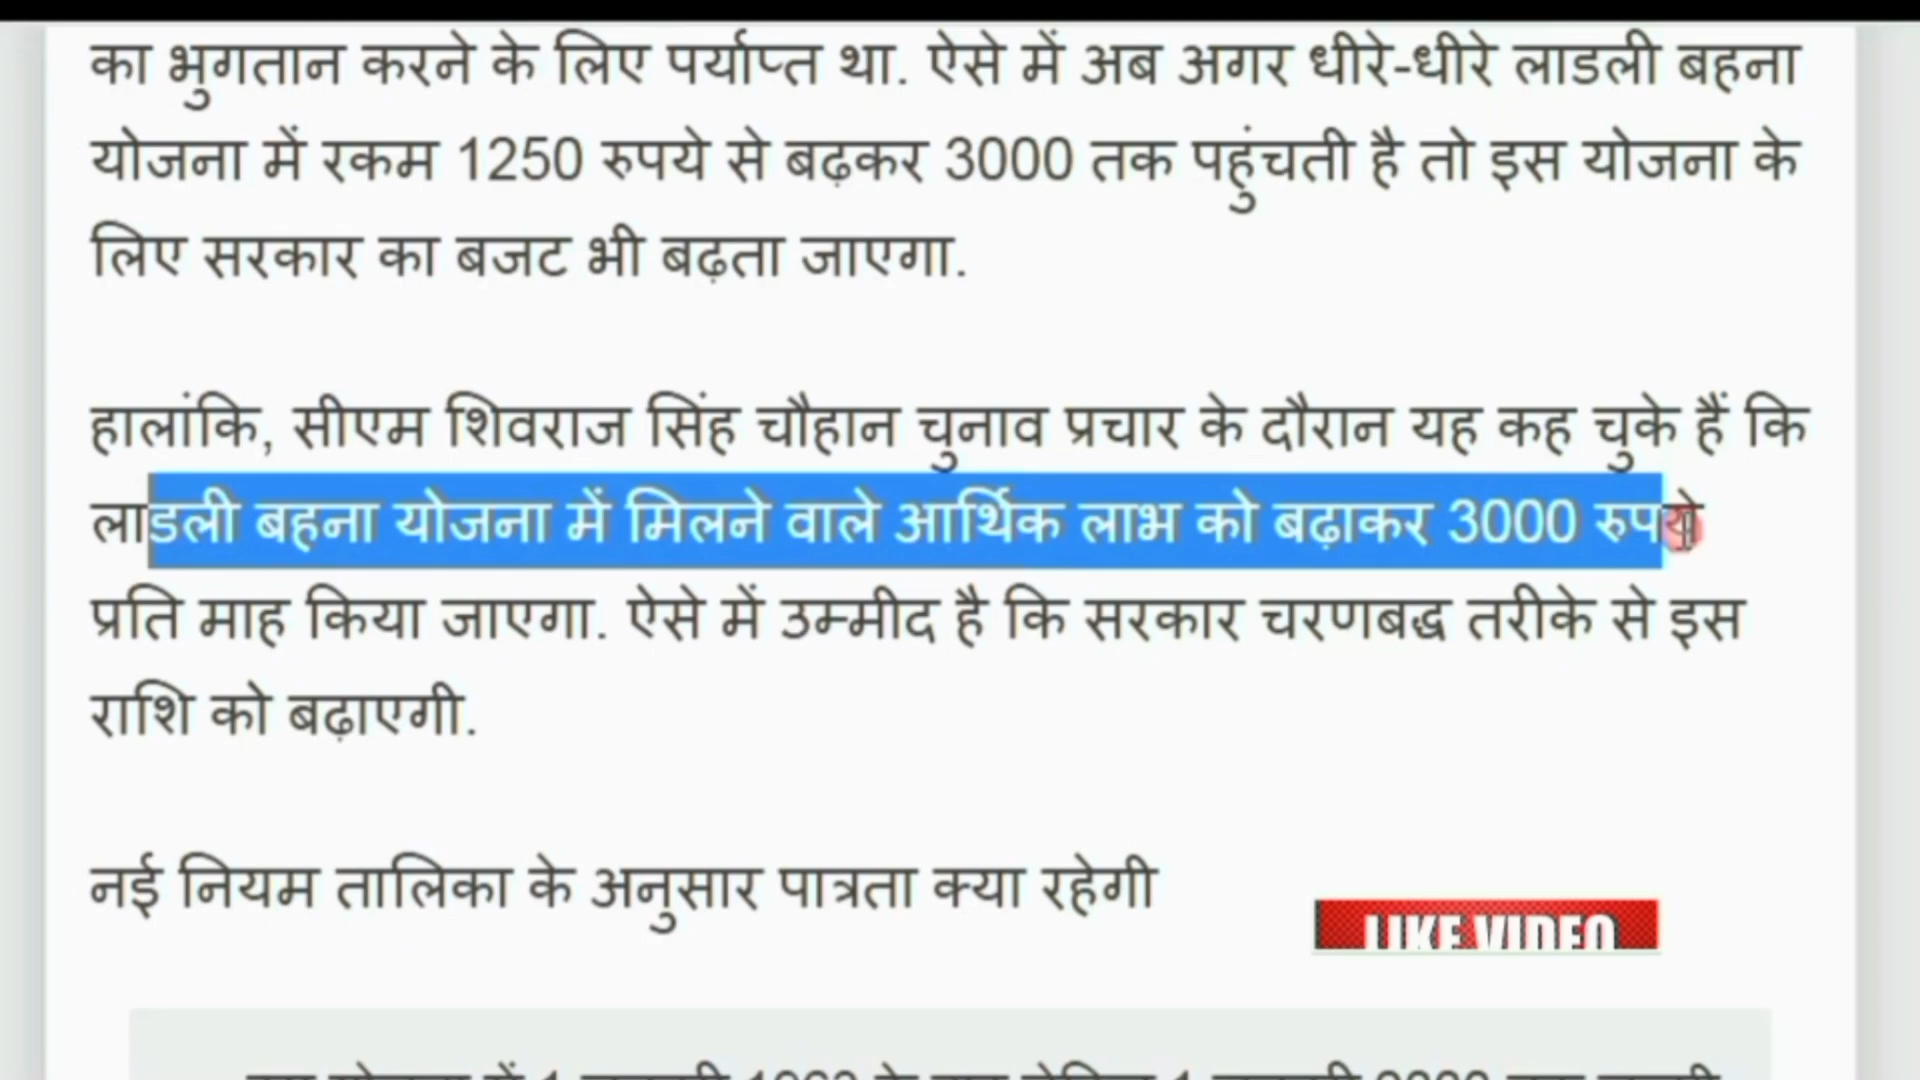 का भुगतान करने के लिए पर्याप्त था. ऐसे में अब अगर धीरे-धीरे लाडली बहना
योजना में रकम 1250 रुपये से बढ़कर 3000 तक पहुंचती है तो इस योजना के
लिए सरकार का बजट भी बढ़ता जाएगा.
हालांकि, सीएम शिवराज सिंह चौहान चुनाव प्रचार के दौरान यह कह चुके हैं कि
लाडली बहना योजना में मिलने वाले आर्थिक लाभ को बढ़ाकर 3000 रुपये
प्रति माह किया जाएगा. ऐसे में उम्मीद है कि सरकार चरणबद्ध तरीके से इस
राशि को बढ़ाएगी.
नई नियम तालिका के अनुसार पात्रता क्या रहेगी
LIKE VIDEO